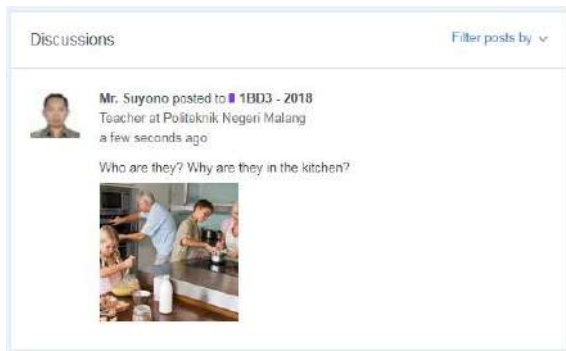 Discussions
Filter posts by
Mr. Suyono posted to 1BD3 - 2018
Teacher at Politeknik Negeri Malang
a few seconds ago
Who are they? Why are they in the kitchen?